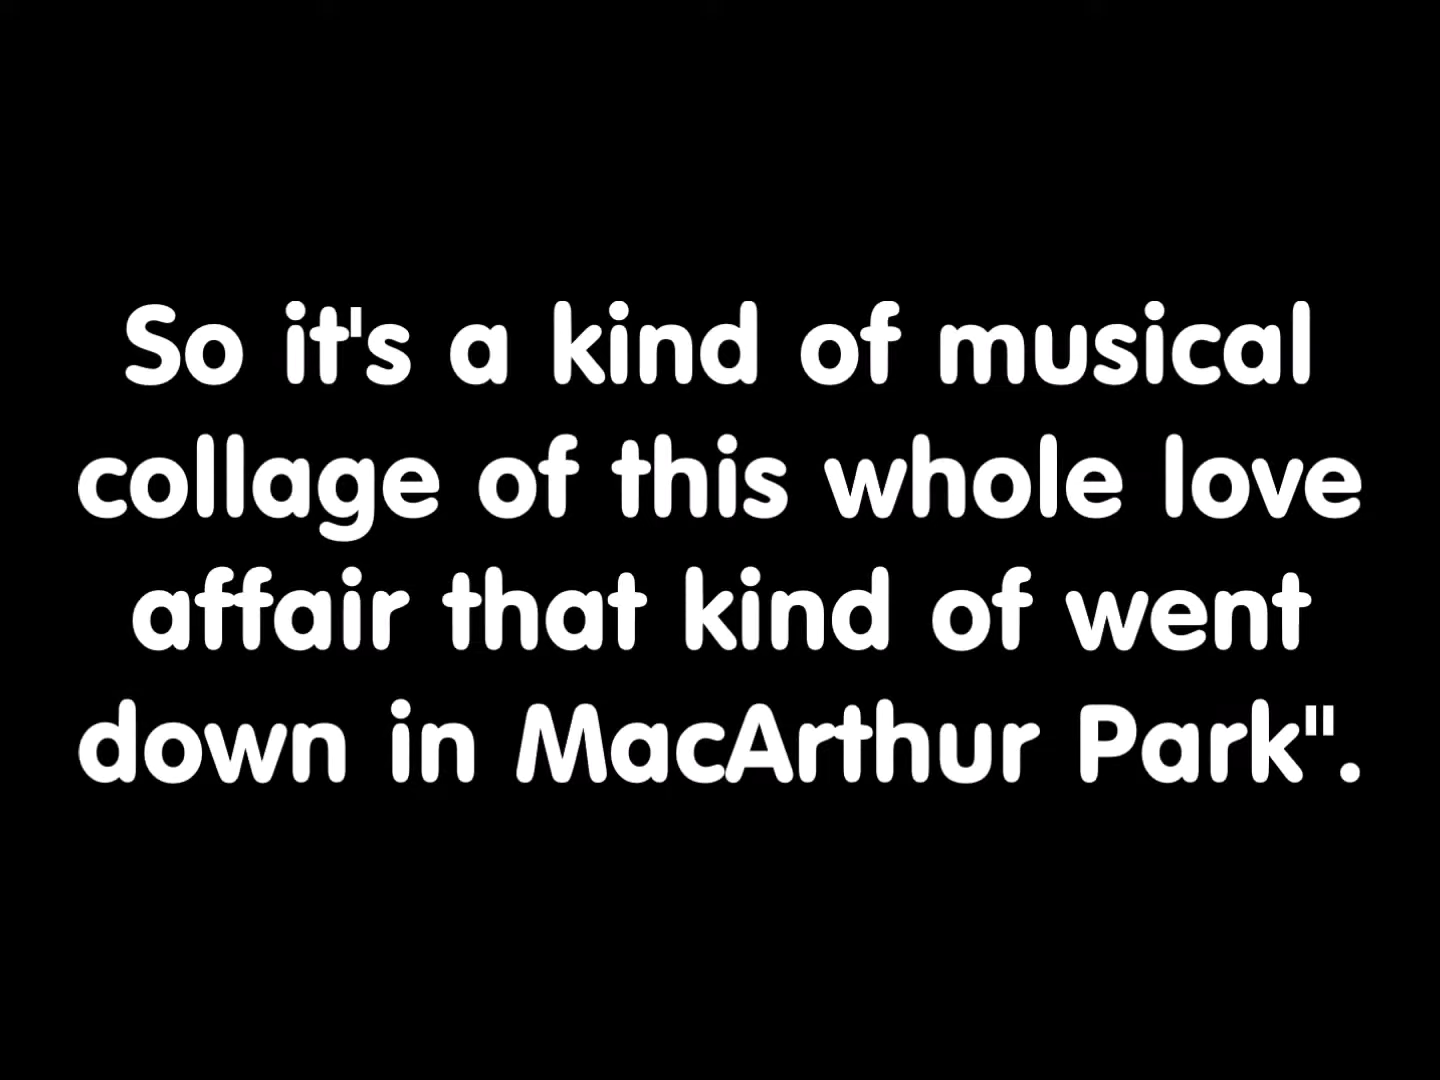 So it's a kind of musical
collage of this whole love
affair that kind of went
down in MacArthur Park".